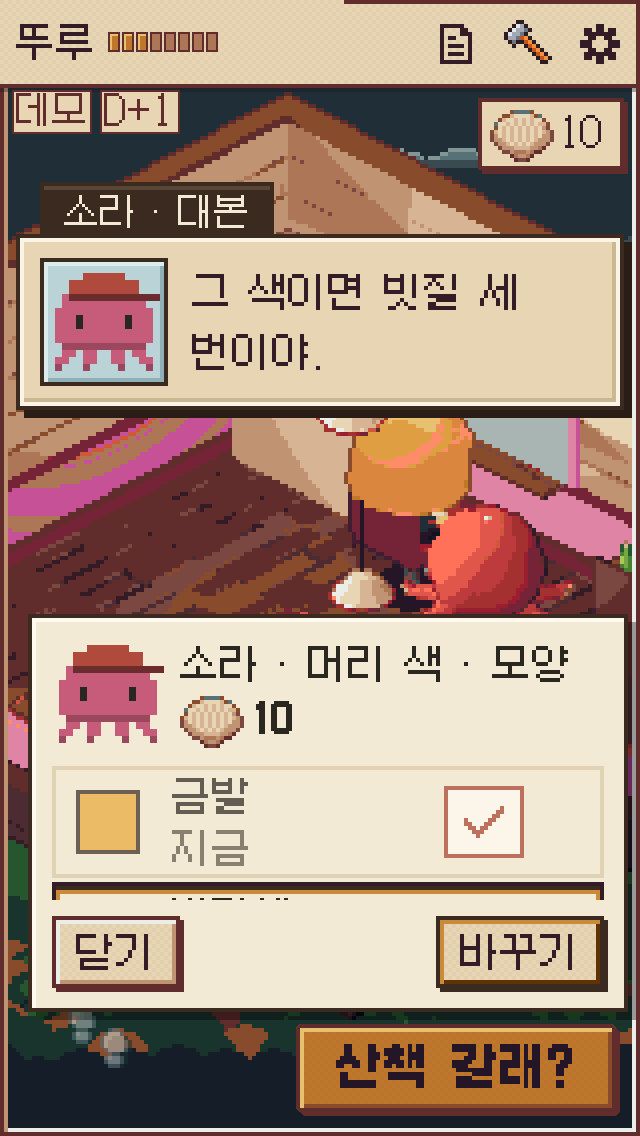 뚜루
데모 D+1
10
소라 · 대본
그 색이면 빗질 세
번이야.
소라 · 머리 색 · 모양
10
금발
지금
닫기
바꾸기
산책 갈래?